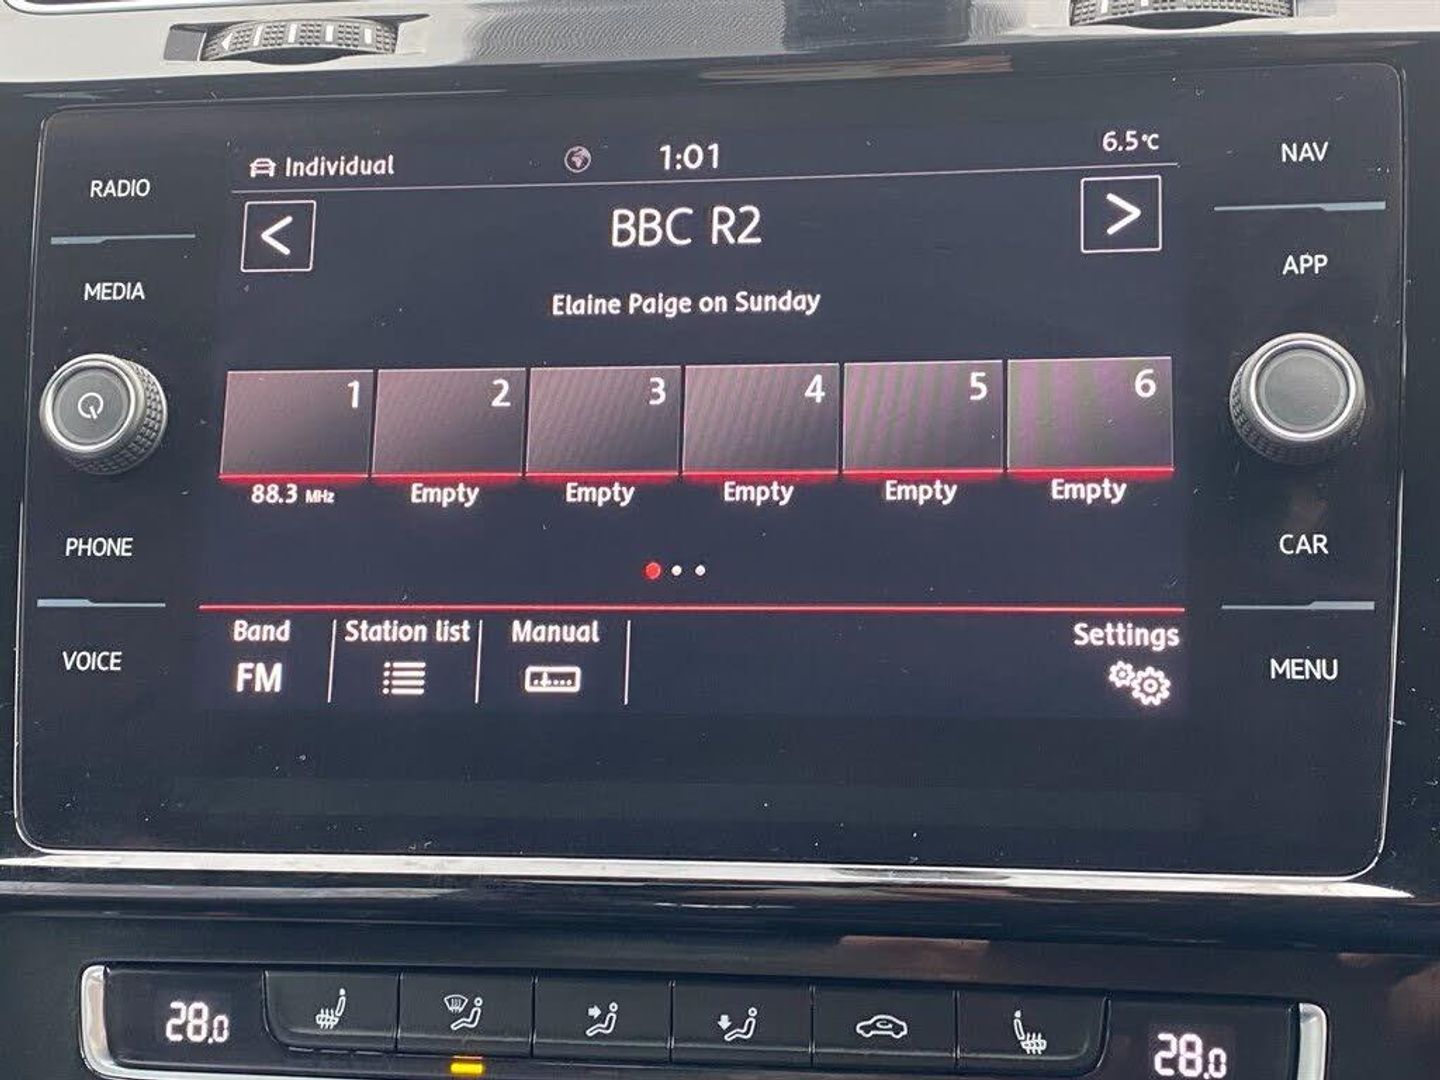 Individual 1:01 6.5°C
RADIO
NAV
< BBC R2 >
MEDIA
APP
Elaine Paige on Sunday
1 2 3 4 5 6
88.3 MHz Empty Empty Empty Empty Empty
PHONE
CAR
Band Station list Manual Settings
FM
VOICE
MENU
28.0 28.0